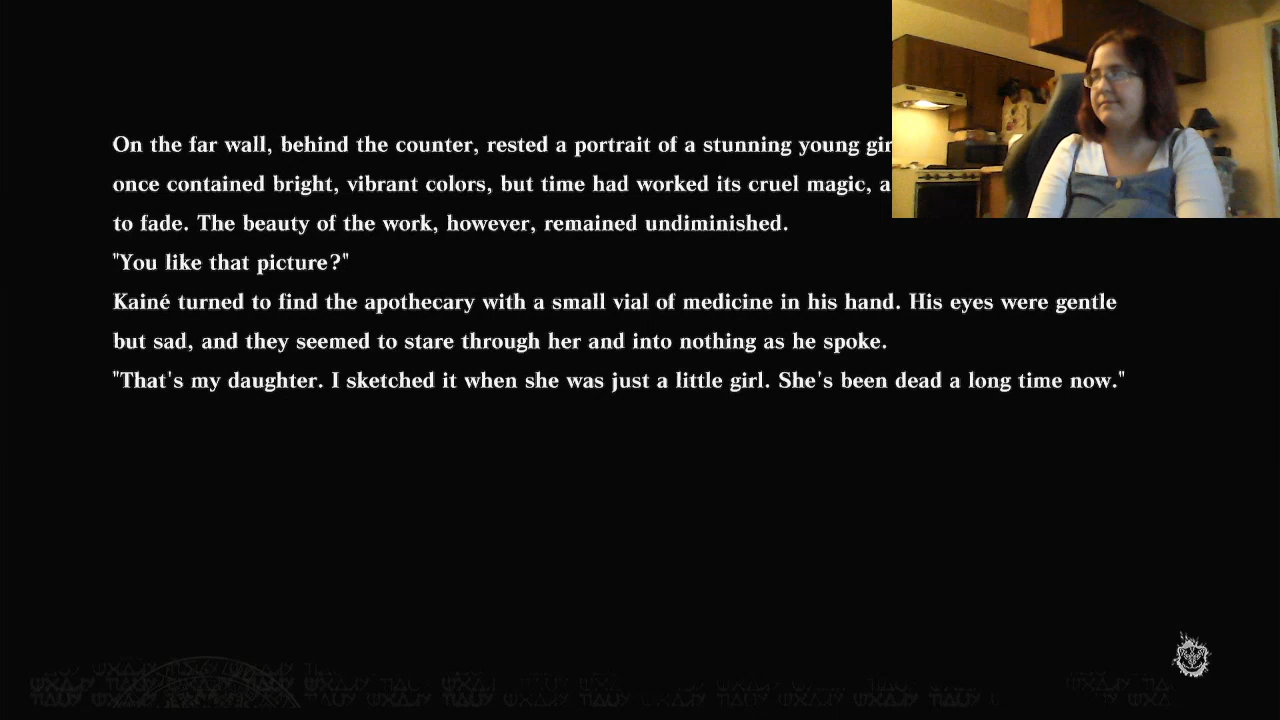 On the far wall, behind the counter, rested a portrait of a stunning young
once contained bright, vibrant colors, but time had worked its cruel magic,
to fade. The beauty of the work, however, remained undiminished.
"You like that picture?"
Kainé turned to find the apothecary with a small vial of medicine in his hand. His eyes were gentle
but sad, and they seemed to stare through her and into nothing as he spoke.
"That's my daughter. I sketched it when she was just a little girl. She's been dead a long time now."